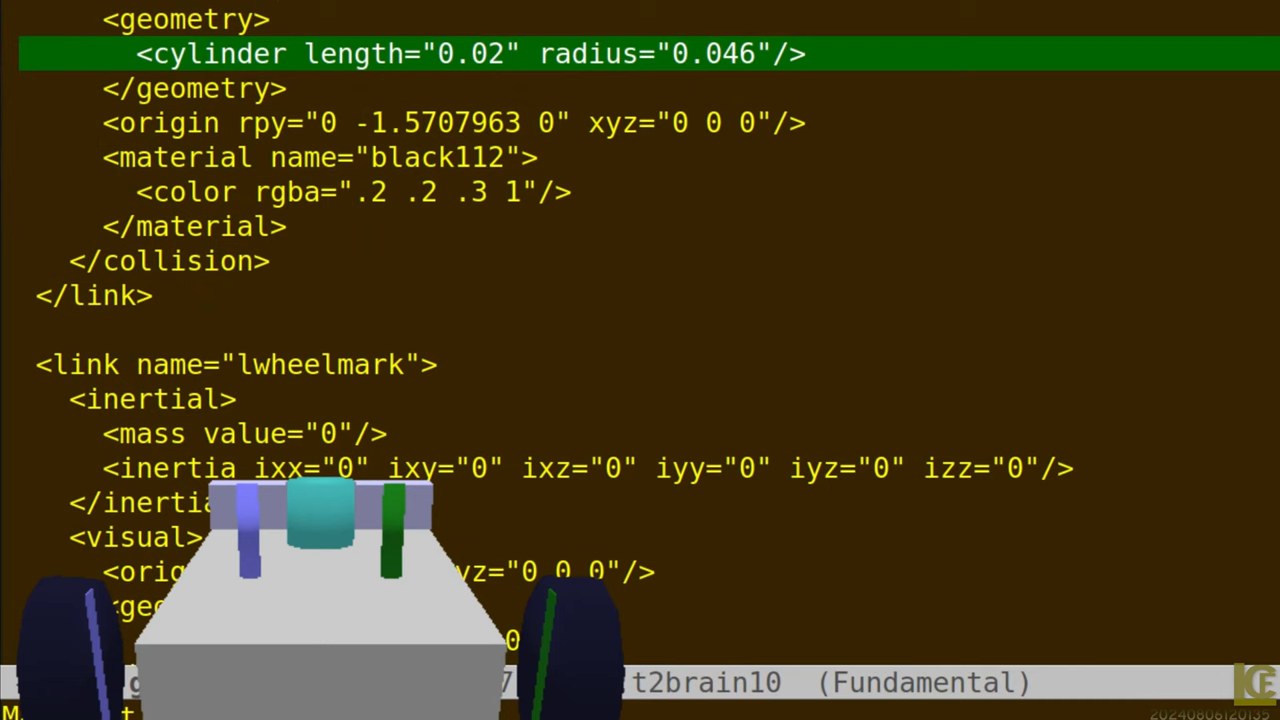 <geometry>
<cylinder length="0.02" radius="0.046"/>
</geometry>
<origin rpy="0 -1.5707963 0" xyz="0 0 0"/>
<material name="black112">
<color rgba=".2 .2 .3 1"/>
</material>
</collision>
</link>
<link name="lwheelmark">
<inertial>
<mass value="0"/>
<inertia ixx="0" ixy="0" ixz="0" iyy="0" iyz="0" izz="0"/>
</inertia
<visual>
<orig yz="0 0 0"/>
t2brain10 (Fundamental)
20240806120135